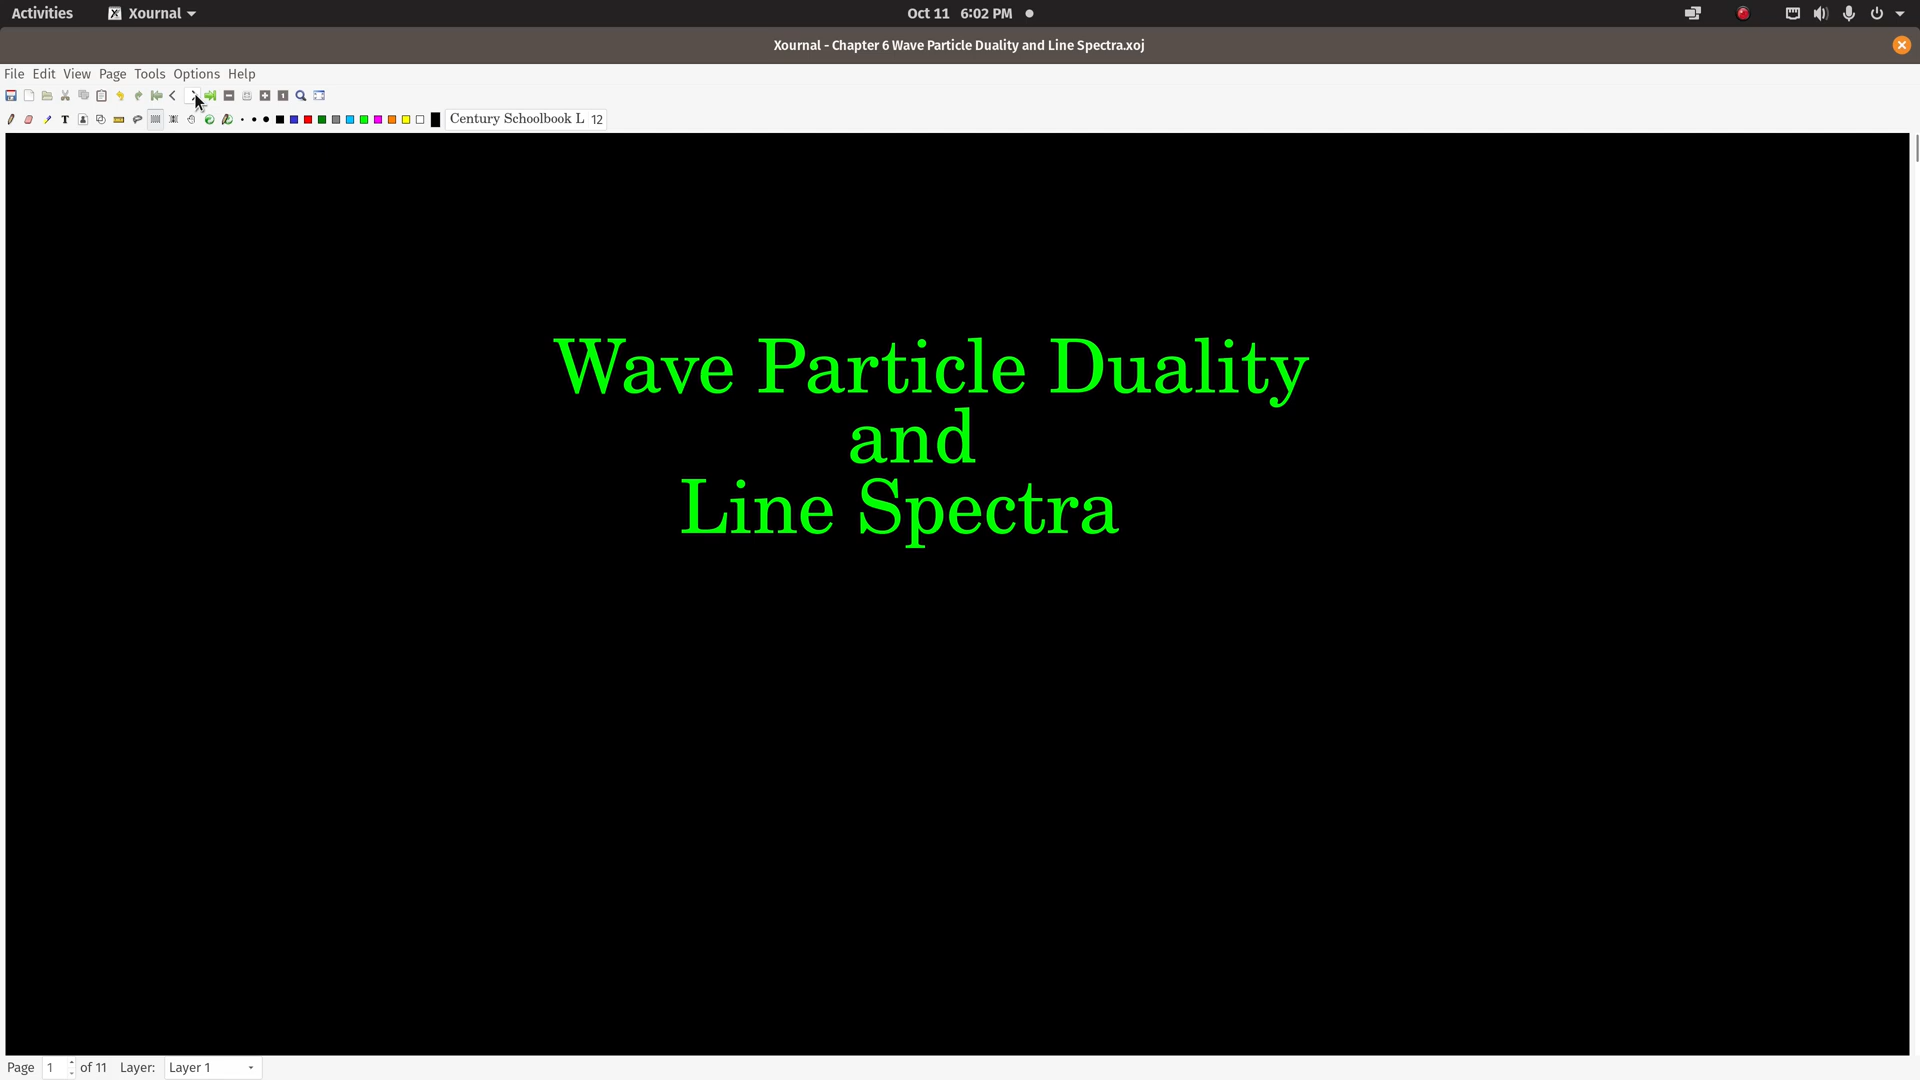 Activities Xournal Oct 11 6:02 PM
Xournal - Chapter 6 Wave Particle Duality and Line Spectra.xoj
File Edit View Page Tools Options Help
Century Schoolbook L 12
Wave Particle Duality
and
Line Spectra
Page 1 of 11 Layer: Layer 1